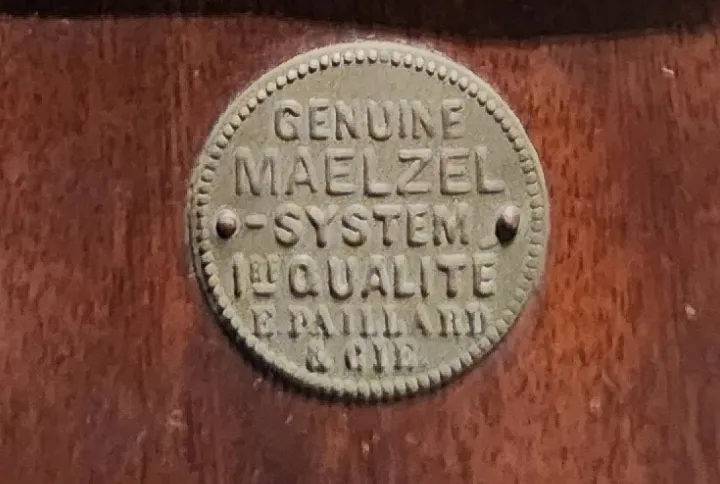 GENUINE
MAELZEL
-SYSTEM
1RE QUALITE
E. PAILLARD
& CIE